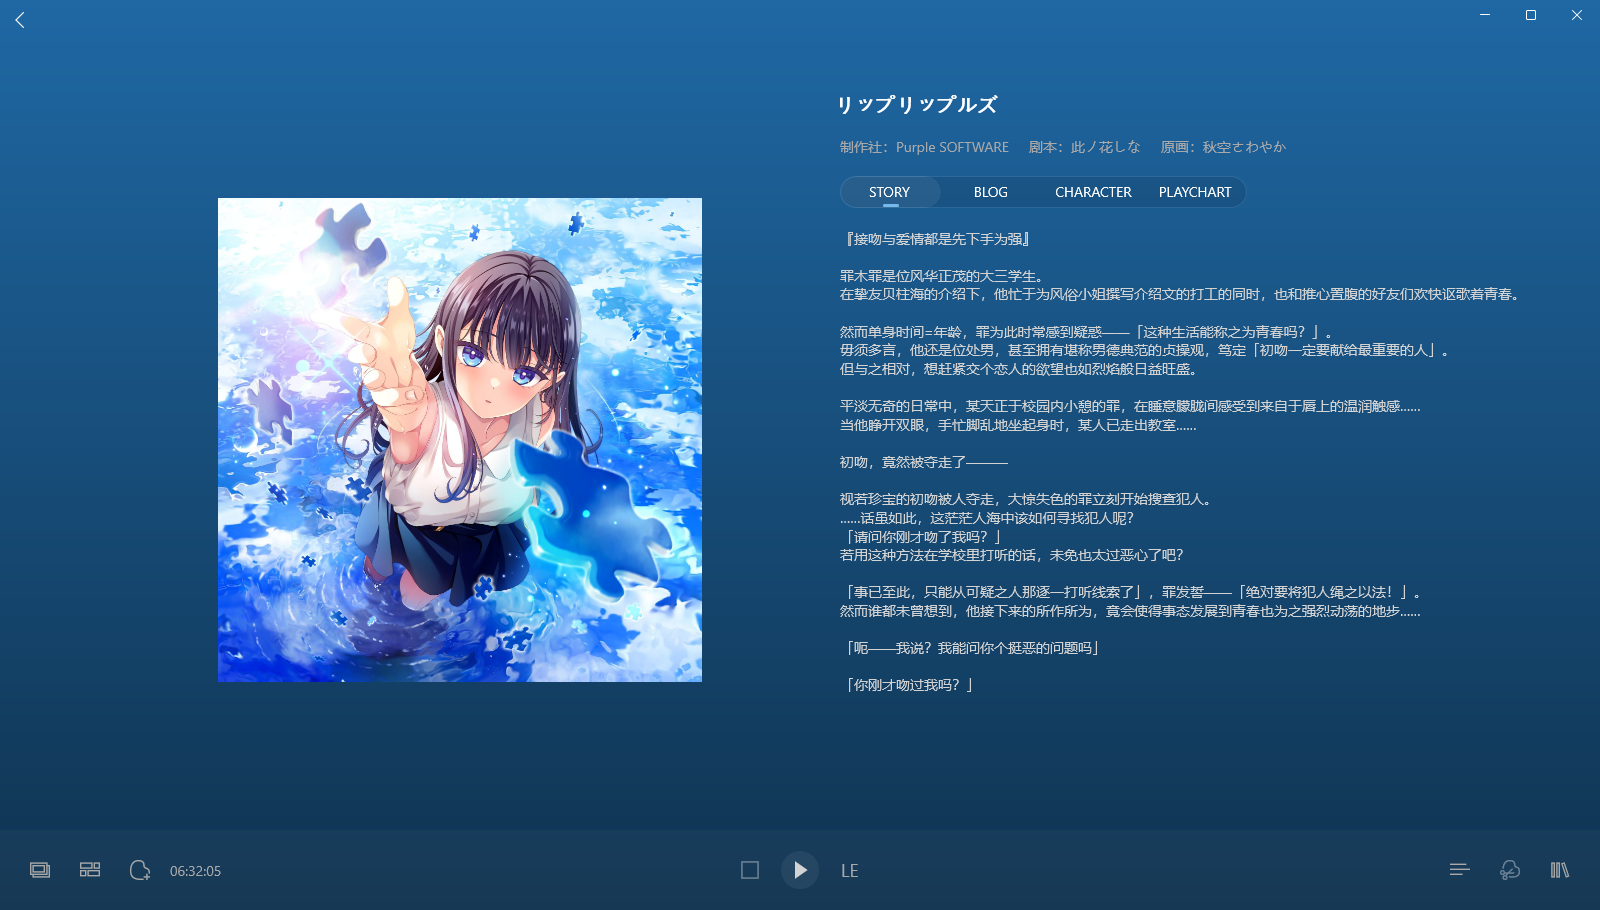 リップリップルズ
制作社：Purple SOFTWARE 剧本：此ノ花しな 原画：秋空さわやか
STORY BLOG CHARACTER PLAYCHART
『接吻与爱情都是先下手为强』
罪木罪是位风华正茂的大三学生。
在挚友贝柱海的介绍下，他忙于为风俗小姐撰写介绍文的打工的同时，也和推心置腹的好友们欢快讴歌着青春。
然而单身时间=年龄，罪为此时常感到疑惑——「这种生活能称之为青春吗？」。
毋须多言，他还是位处男，甚至拥有堪称男德典范的贞操观，笃定「初吻一定要献给最重要的人」。
但与之相对，想赶紧交个恋人的欲望也如烈焰般日益旺盛。
平淡无奇的日常中，某天正于校园内小憩的罪，在睡意朦胧间感受到来自于唇上的温润触感……
当他睁开双眼，手忙脚乱地坐起身时，某人已走出教室……
初吻，竟然被夺走了———
视若珍宝的初吻被人夺走，大惊失色的罪立刻开始搜查犯人。
……话虽如此，这茫茫人海中该如何寻找犯人呢？
「请问你刚才吻了我吗？」
若用这种方法在学校里打听的话，未免也太过恶心了吧？
「事已至此，只能从可疑之人那逐一打听线索了」，罪发誓——「绝对要将犯人绳之以法！」。
然而谁都未曾想到，他接下来的所作所为，竟会使得事态发展到青春也为之强烈动荡的地步……
「呃——我说？我能问你个挺恶的问题吗」
「你刚才吻过我吗？」
06:32:05
LE